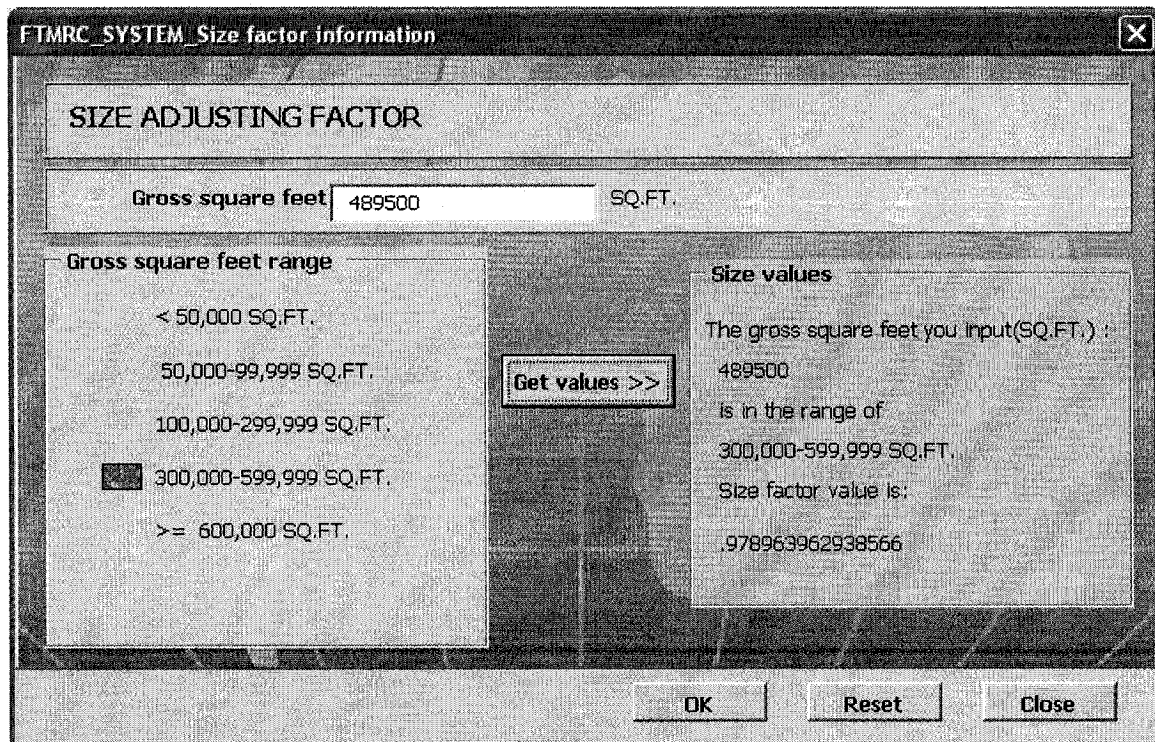 FTMRC_SYSTEM_Size factor information
SIZE ADJUSTING FACTOR
Gross square feet 489500 SQ.FT.
Gross square feet range
< 50,000 SQ.FT.
50,000-99,999 SQ.FT.
100,000-299,999 SQ.FT.
300,000-599,999 SQ.FT.
>= 600,000 SQ.FT.
Get values >>
Size values
The gross square feet you input(SQ.FT.) :
489500
is in the range of
300,000-599,999 SQ.FT.
Size factor value is:
.978963962938566
OK Reset Close